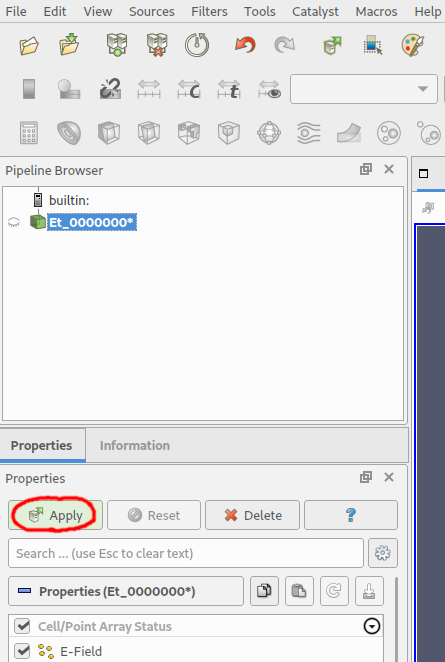 File Edit View Sources Filters Tools Catalyst Macros Help
Pipeline Browser
builtin:
Et_0000000*
Properties Information
Properties
Apply Reset Delete ?
Search ... (use Esc to clear text)
Properties (Et_0000000*)
Cell/Point Array Status
E-Field